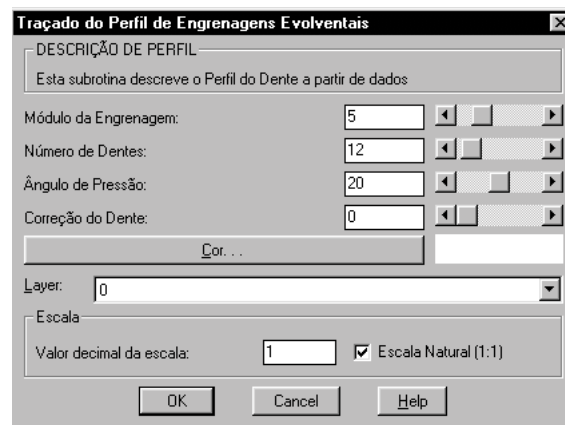 Traçado do Perfil de Engrenagens Evolventais
DESCRIÇÃO DE PERFIL
Esta subrotina descreve o Perfil do Dente a partir de dados
Módulo da Engrenagem: 5
Número de Dentes: 12
Ângulo de Pressão: 20
Correção do Dente: 0
Cor. . .
Layer: 0
Escala
Valor decimal da escala: 1 Escala Natural (1:1)
OK Cancel Help